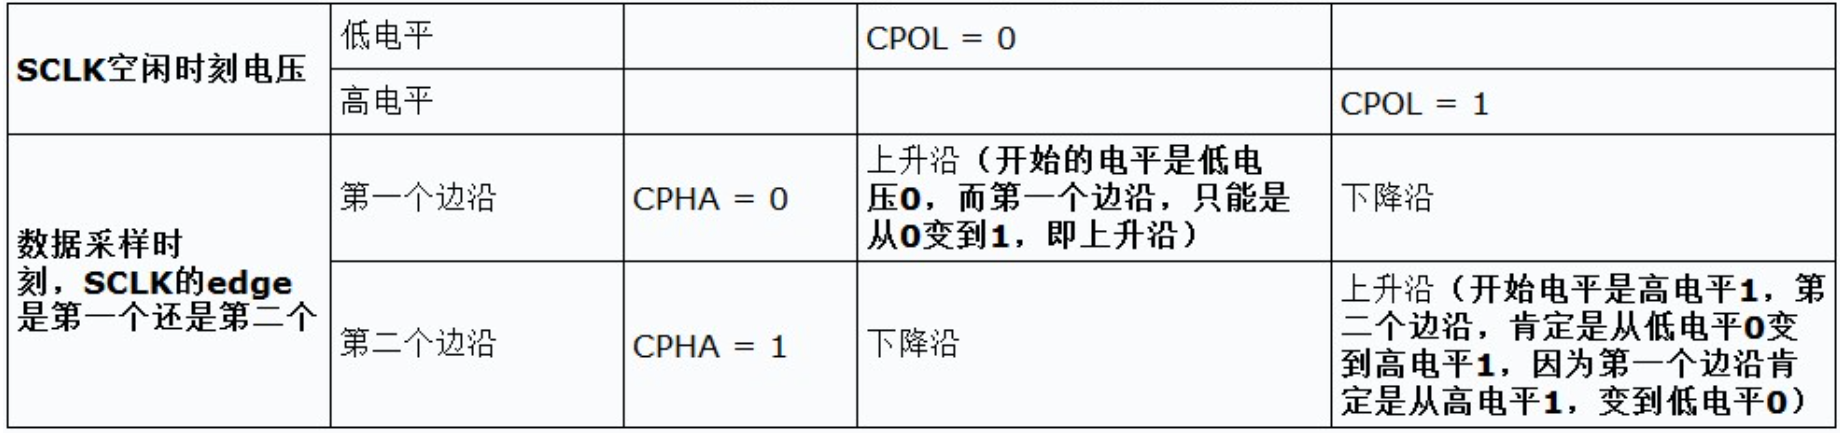 SCLK空闲时刻电压
低电平
CPOL = 0
高电平
CPOL = 1
数据采样时
刻，SCLK的edge
是第一个还是第二个
第一个边沿
CPHA = 0
上升沿（开始的电平是低电
压0，而第一个边沿，只能是
从0变到1，即上升沿）
下降沿
第二个边沿
CPHA = 1
下降沿
上升沿（开始电平是高电平1，第
二个边沿，肯定是从低电平0变
到高电平1，因为第一个边沿肯
定是从高电平1，变到低电平0）